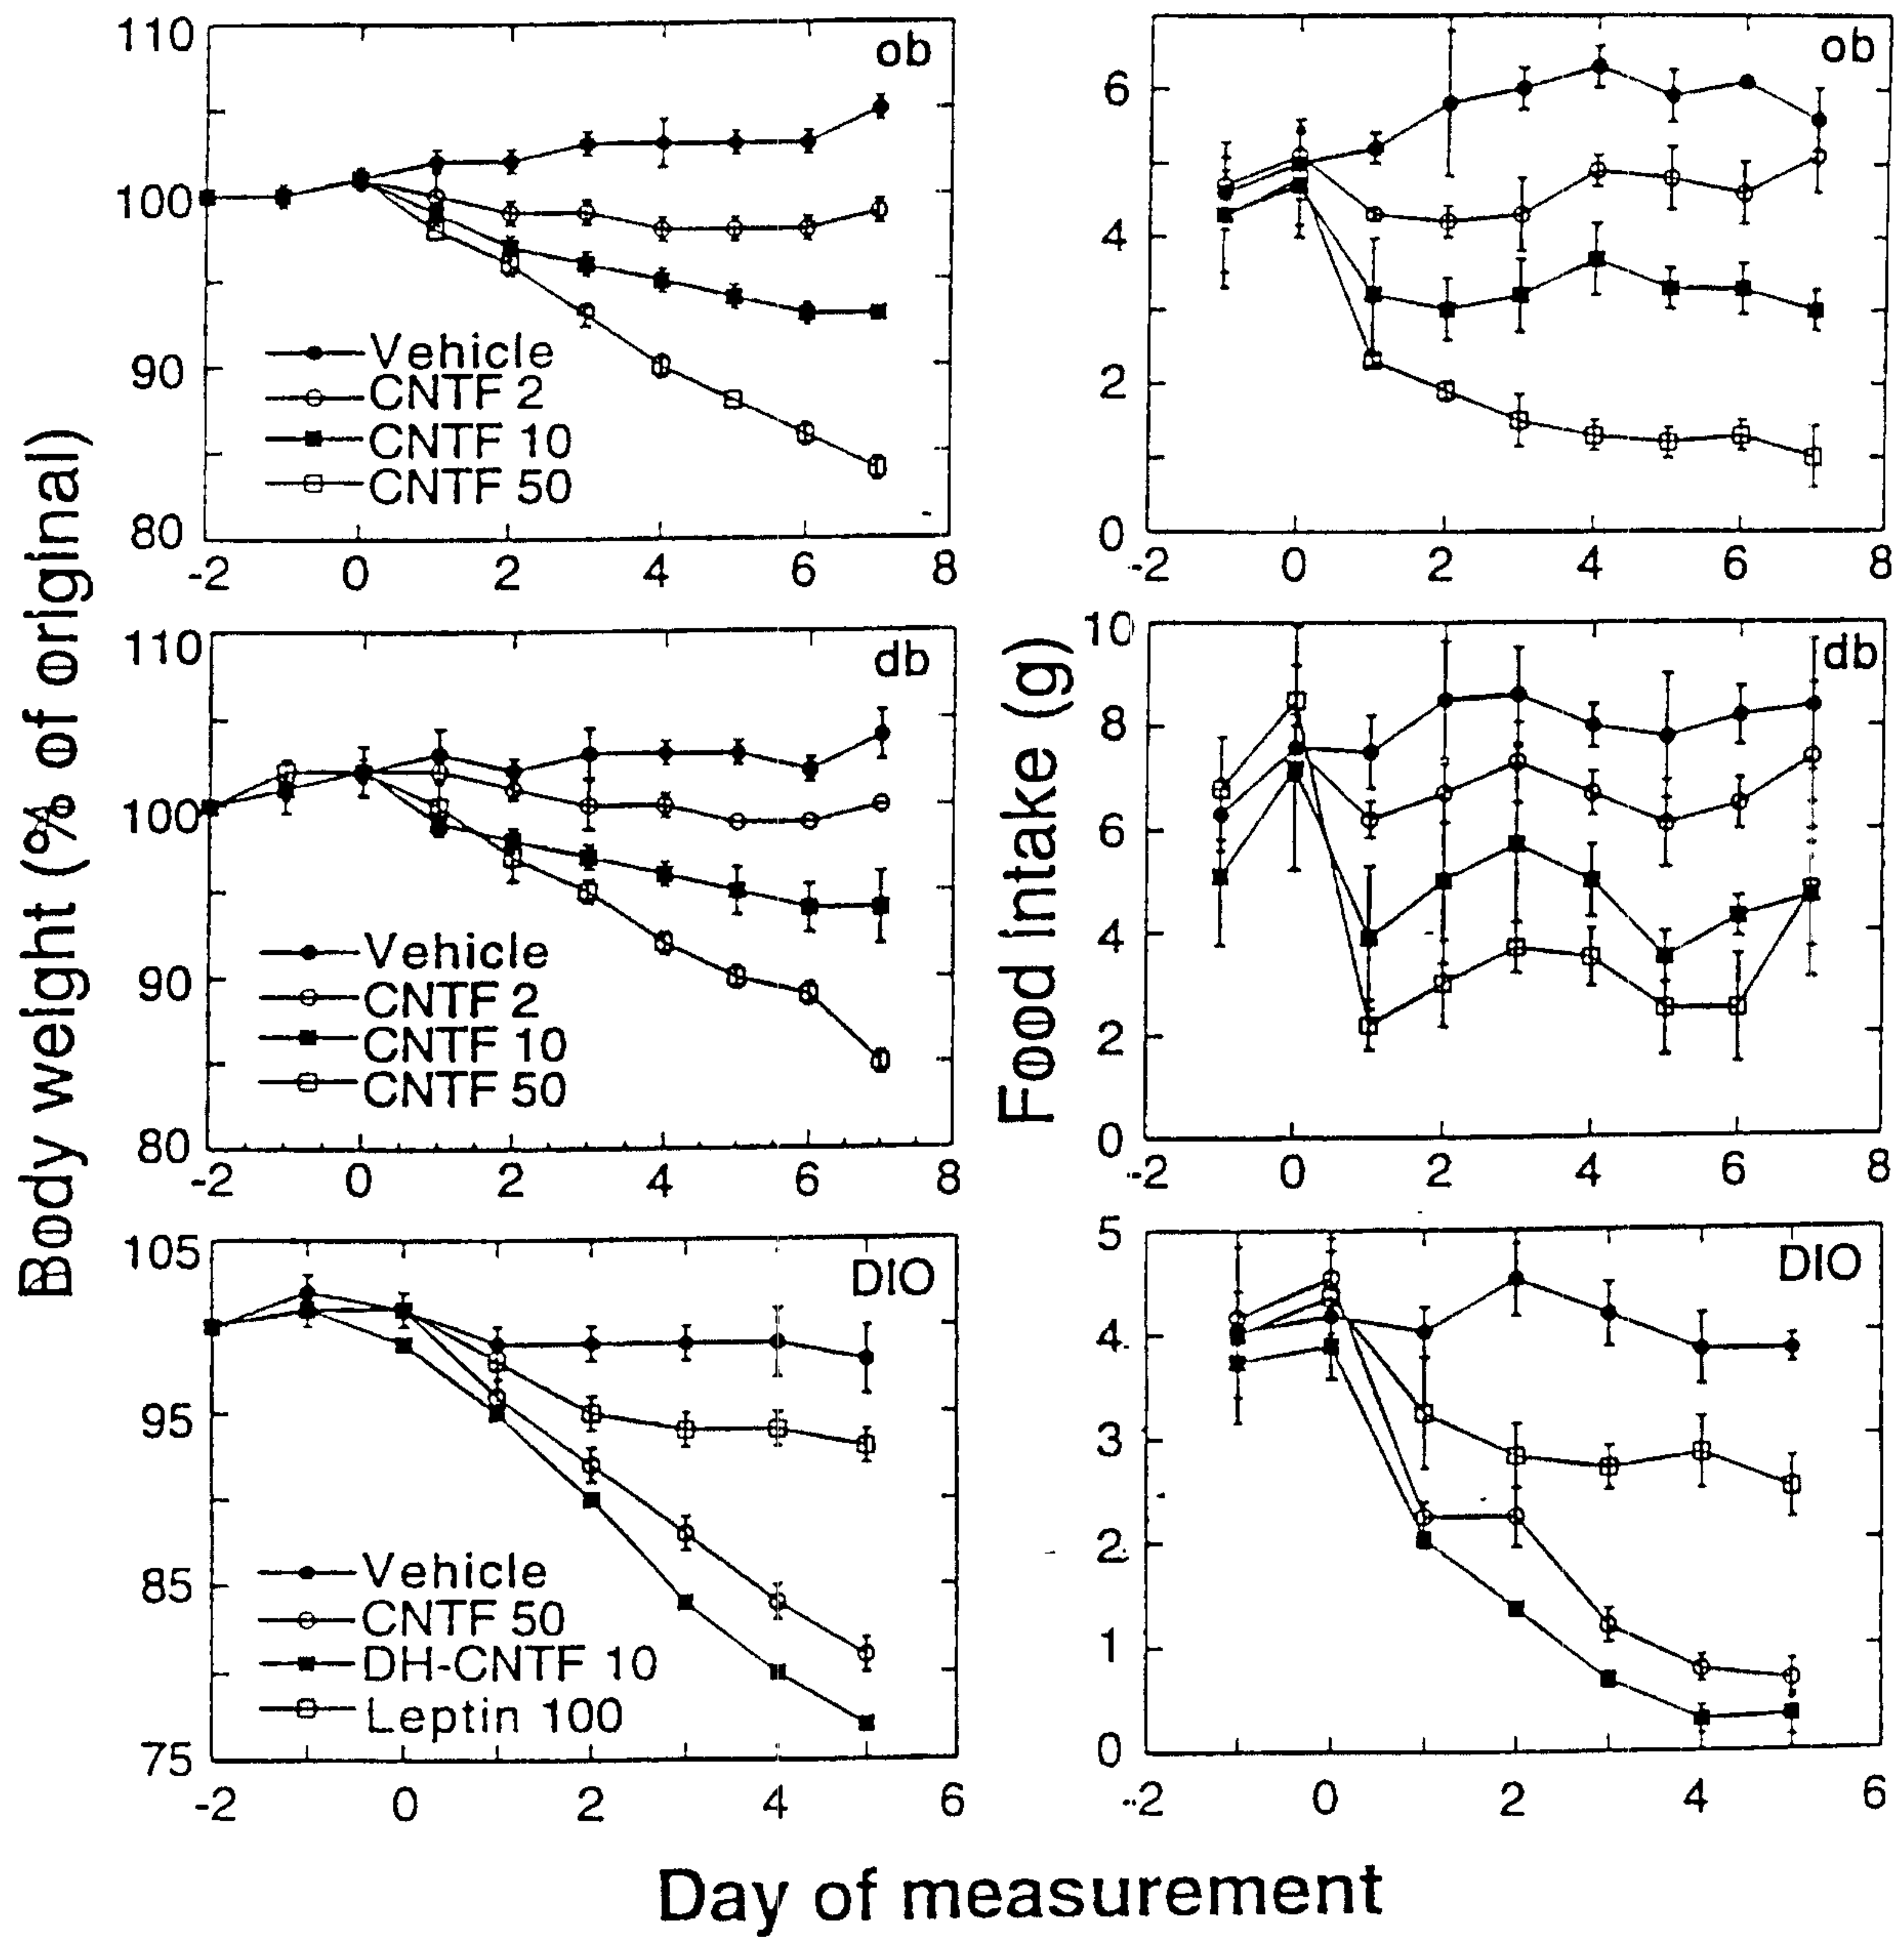 Body weight (% of original)
110
100
90
80
ob
Vehicle
CNTF 2
CNTF 10
CNTF 50
-2 0 2 4 6 8
110
100
90
80
db
Vehicle
CNTF 2
CNTF 10
CNTF 50
-2 0 2 4 6 8
105
95
85
75
DIO
Vehicle
CNTF 50
DH-CNTF 10
Leptin 100
-2 0 2 4 6
Food intake (g)
6
4
2
0
ob
-2 0 2 4 6 8
10
8
6
4
2
0
db
-2 0 2 4 6 8
5
4
3
2
1
0
DIO
-2 0 2 4 6
Day of measurement